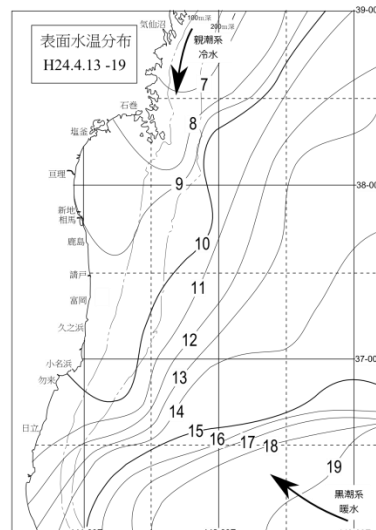 表面水温分布
H24.4.13 -19
気仙沼
100m深
200m深
親潮系
冷水
39-00
7
石巻
8
塩釜
9
亘理
38-00
新地
相馬
鹿島
10
請戸
11
富岡
久之浜
12
小名浜
37-00
勿来
13
14
日立
15
16
17
18
19
黒潮系
暖水